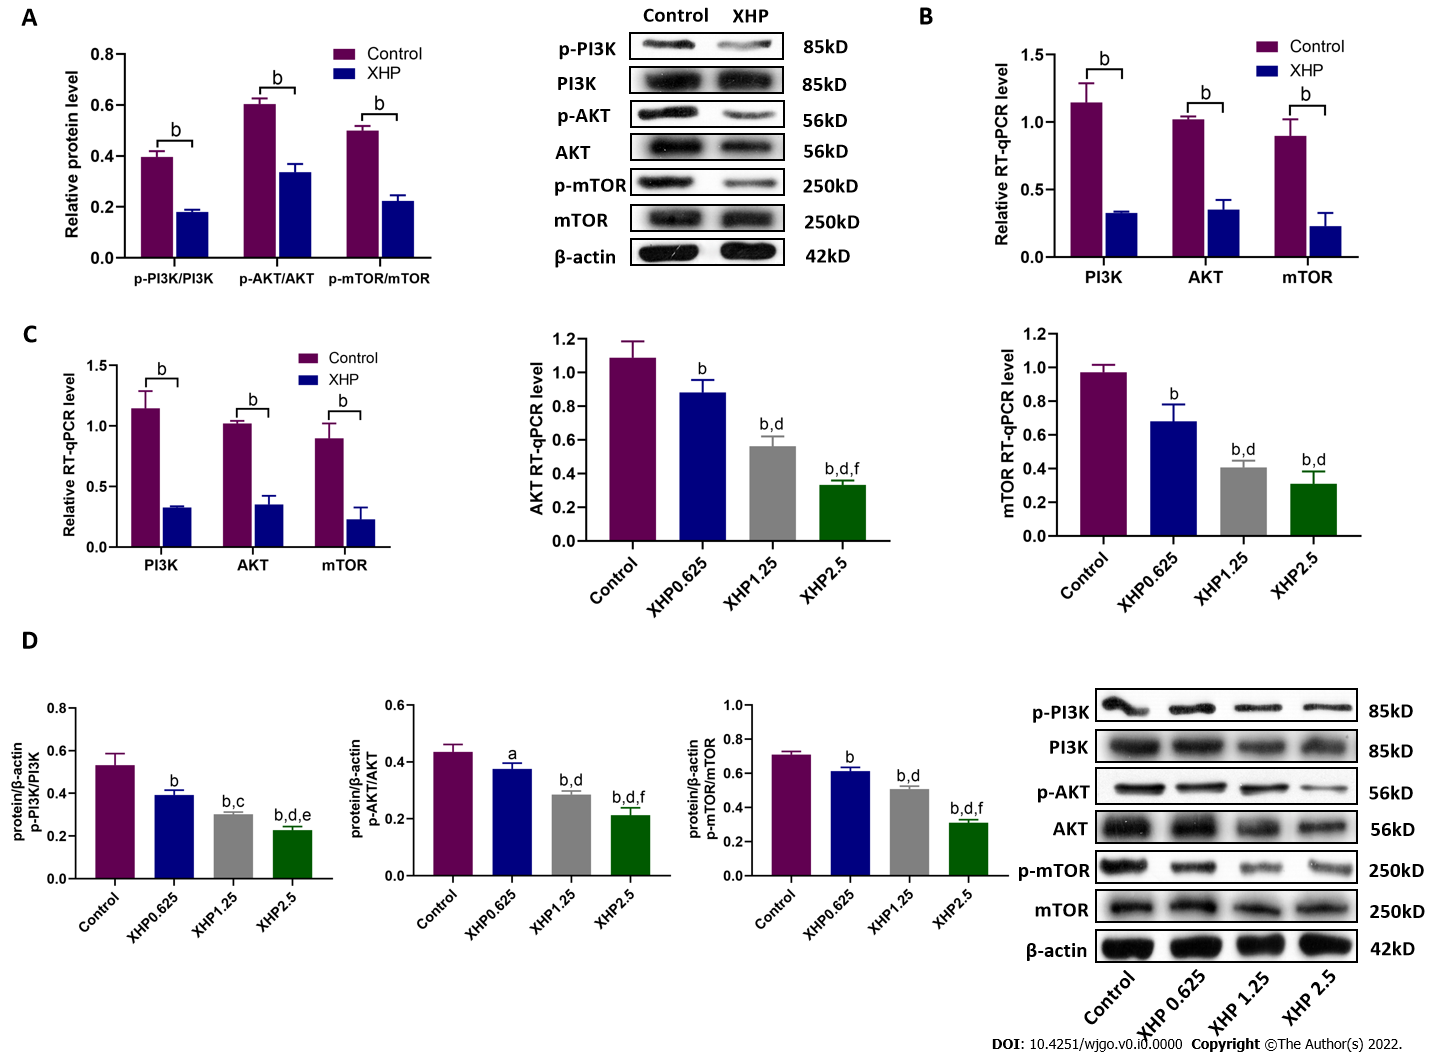 A
0.8
0.6
0.4
0.2
0.0
Relative protein level
Control
XHP
b
b
b
p-PI3K/PI3K
p-AKT/AKT
p-mTOR/mTOR
Control XHP
p-PI3K 85kD
PI3K 85kD
p-AKT 56kD
AKT 56kD
p-mTOR 250kD
mTOR 250kD
β-actin 42kD
B
1.5
1.0
0.5
0.0
Relative RT-qPCR level
Control
XHP
b
b
b
PI3K
AKT
mTOR
C
1.5
1.0
0.5
0.0
Relative RT-qPCR level
Control
XHP
b
b
b
PI3K
AKT
mTOR
1.2
1.0
0.8
0.6
0.4
0.2
0.0
AKT RT-qPCR level
b
b,d
b,d,f
Control
XHP0.625
XHP1.25
XHP2.5
1.2
1.0
0.8
0.6
0.4
0.2
0.0
mTOR RT-qPCR level
b
b,d
b,d
Control
XHP0.625
XHP1.25
XHP2.5
D
0.8
0.6
0.4
0.2
0.0
protein/β-actin
p-PI3K/PI3K
b
b,c
b,d,e
Control
XHP0.625
XHP1.25
XHP2.5
0.6
0.4
0.2
0.0
protein/β-actin
p-AKT/AKT
a
b,d
b,d,f
Control
XHP0.625
XHP1.25
XHP2.5
1.0
0.8
0.6
0.4
0.2
0.0
protein/β-actin
p-mTOR/mTOR
b
b,d
b,d,f
Control
XHP0.625
XHP1.25
XHP2.5
p-PI3K 85kD
PI3K 85kD
p-AKT 56kD
AKT 56kD
p-mTOR 250kD
mTOR 250kD
β-actin 42kD
Control
XHP 0.625
XHP 1.25
XHP 2.5
DOI: 10.4251/wjgo.v0.i0.0000 Copyright ©The Author(s) 2022.